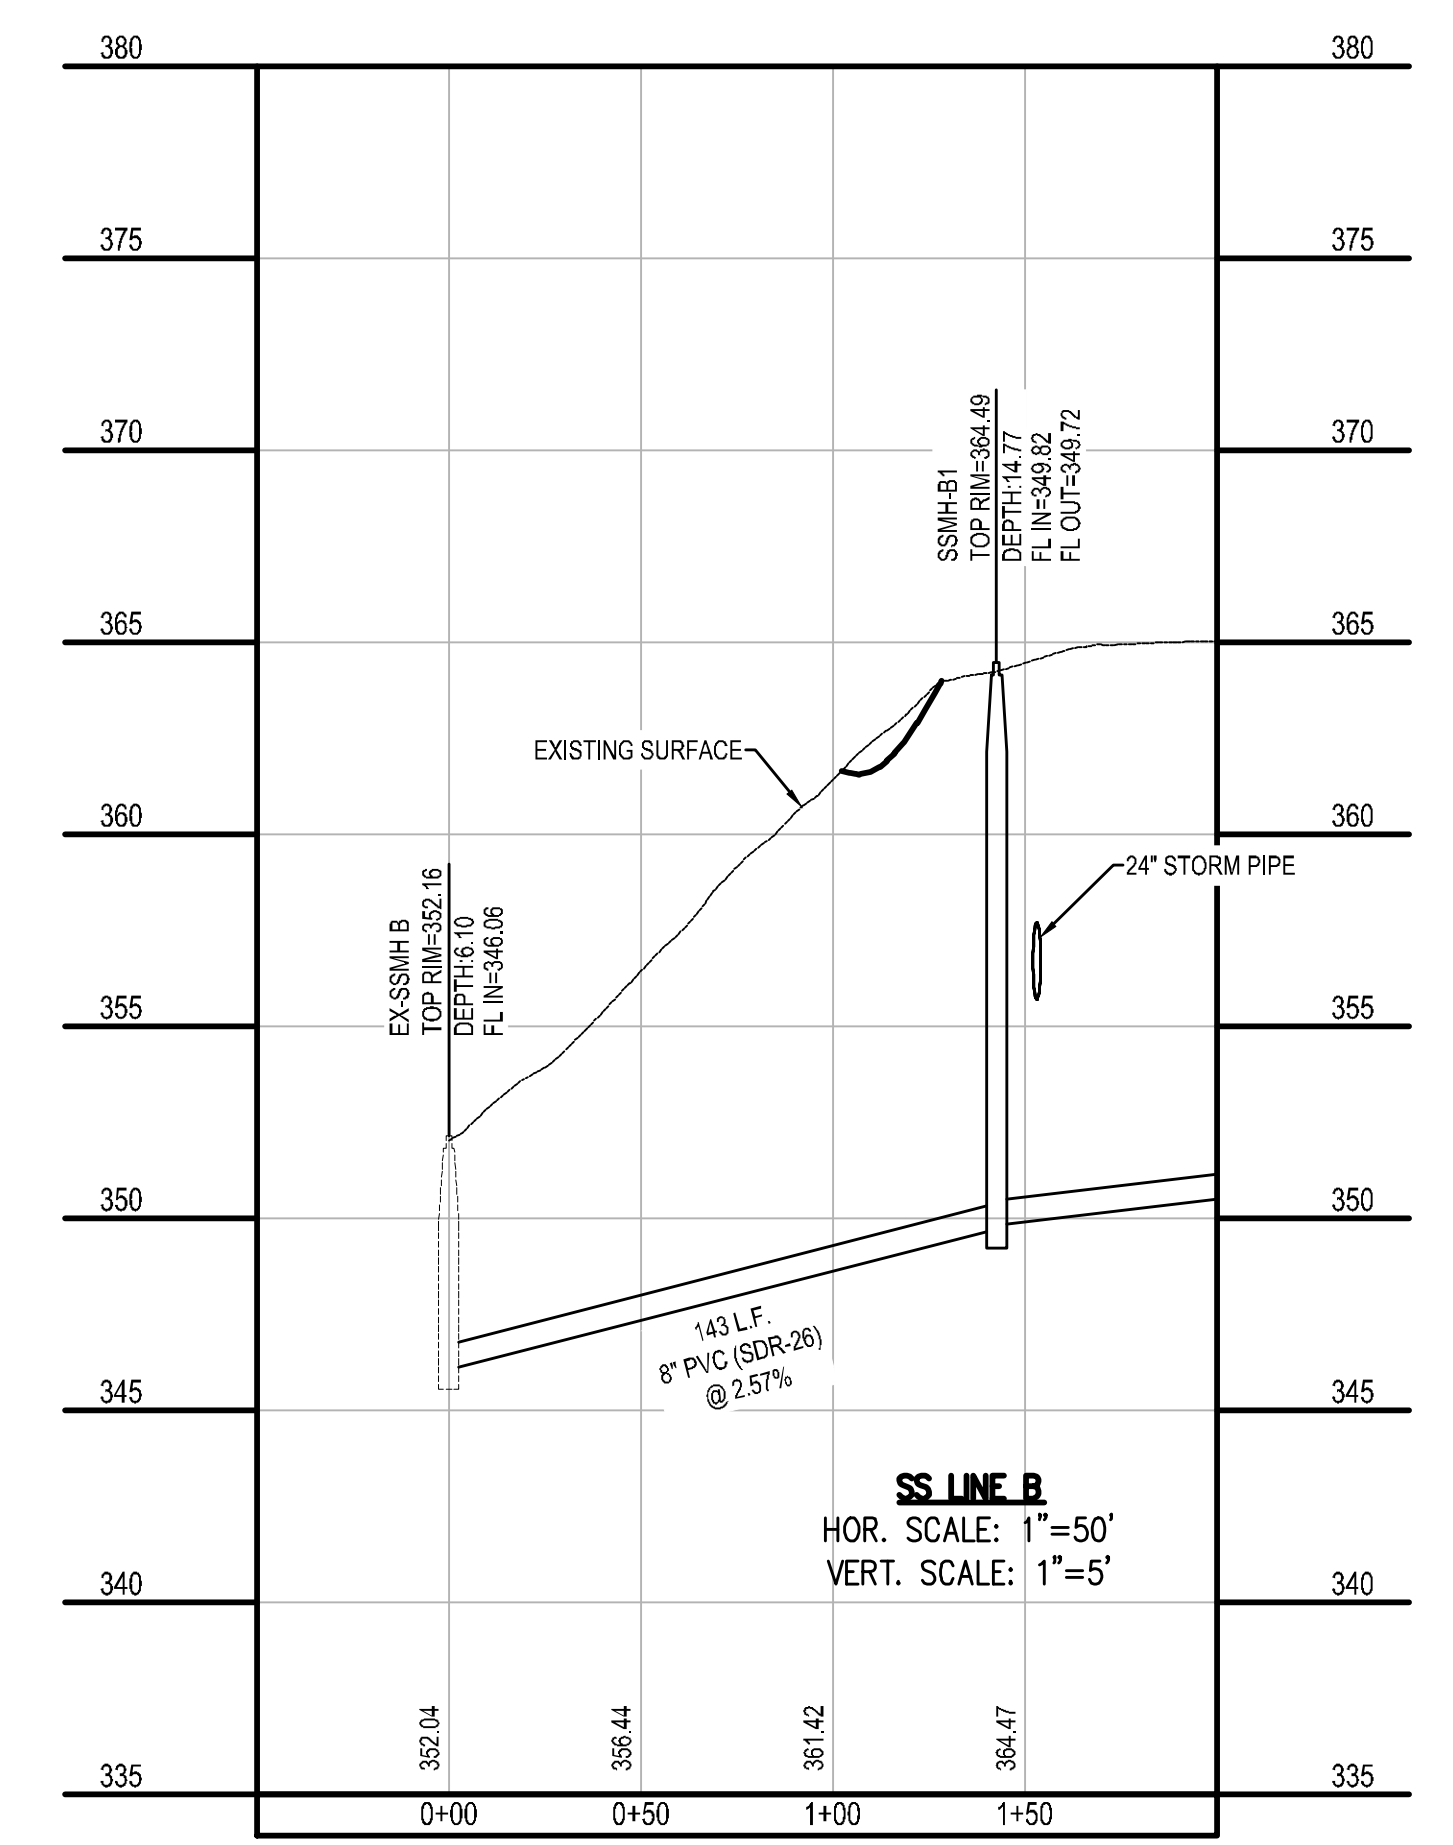 380
380
375
375
370
370
365
365
360
360
355
355
350
350
345
345
340
340
335
335
SSMH-B1
TOP RIM=364.49
DEPTH:14.77
FL IN=349.82
FL OUT=349.72
EXISTING SURFACE
24" STORM PIPE
EX-SSMH B
TOP RIM=352.16
DEPTH:6.10
FL IN=346.06
143 L.F.
8" PVC (SDR-26)
@ 2.57%
SS LINE B
HOR. SCALE: 1"=50'
VERT. SCALE: 1"=5'
352.04
356.44
361.42
364.47
0+00
0+50
1+00
1+50